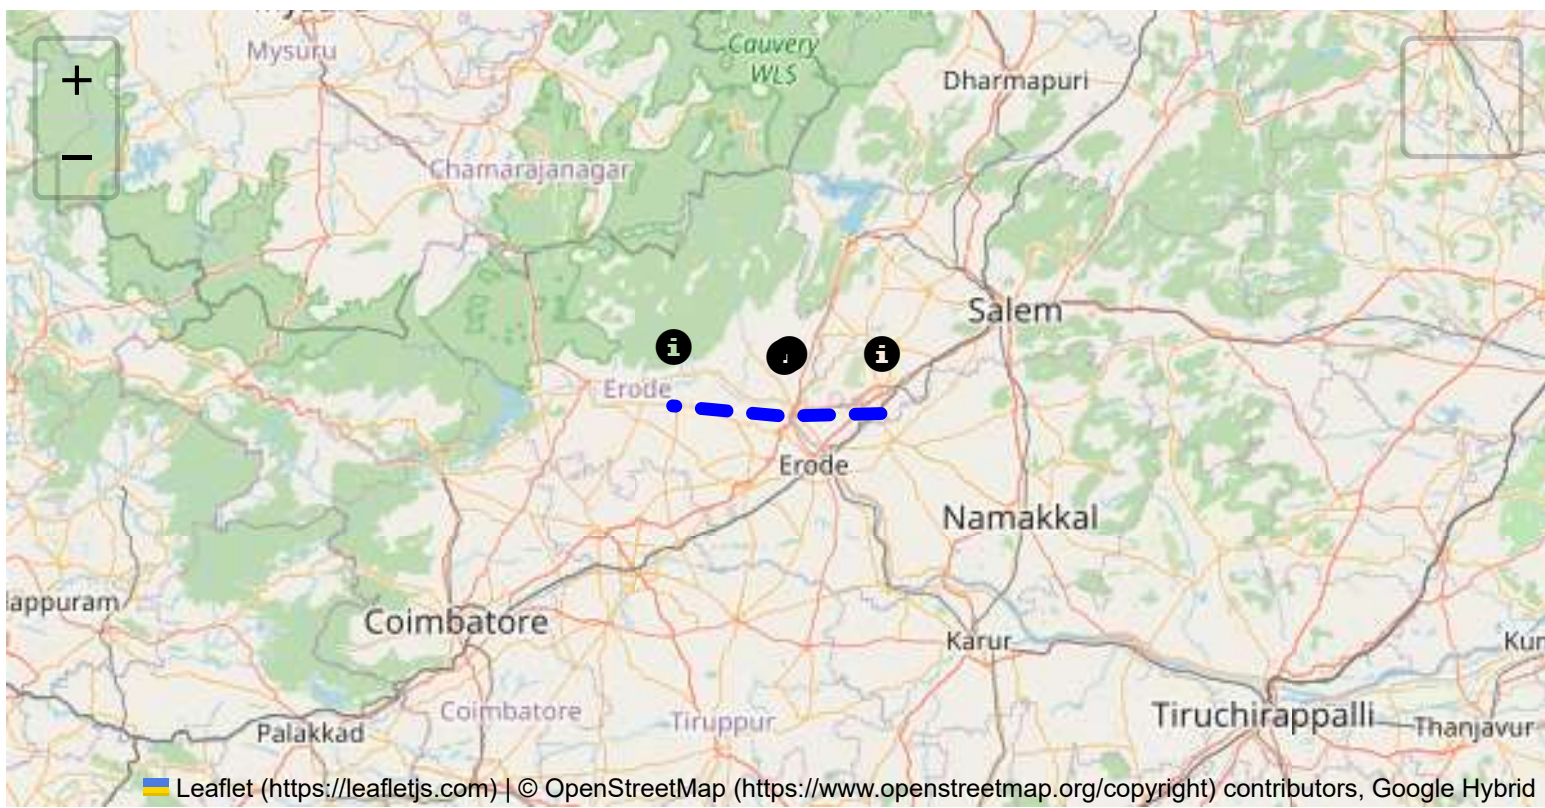 Mysuru
Cauvery
WLS
Dharmapuri
+
−
Chamarajanagar
Salem
i
i
Erode
Erode
Namakkal
appuram
Coimbatore
Karur
Kur
Coimbatore
Tiruppur
Tiruchirappalli
Thanjavur
Palakkad
Leaflet (https://leafletjs.com) | © OpenStreetMap (https://www.openstreetmap.org/copyright) contributors, Google Hybrid